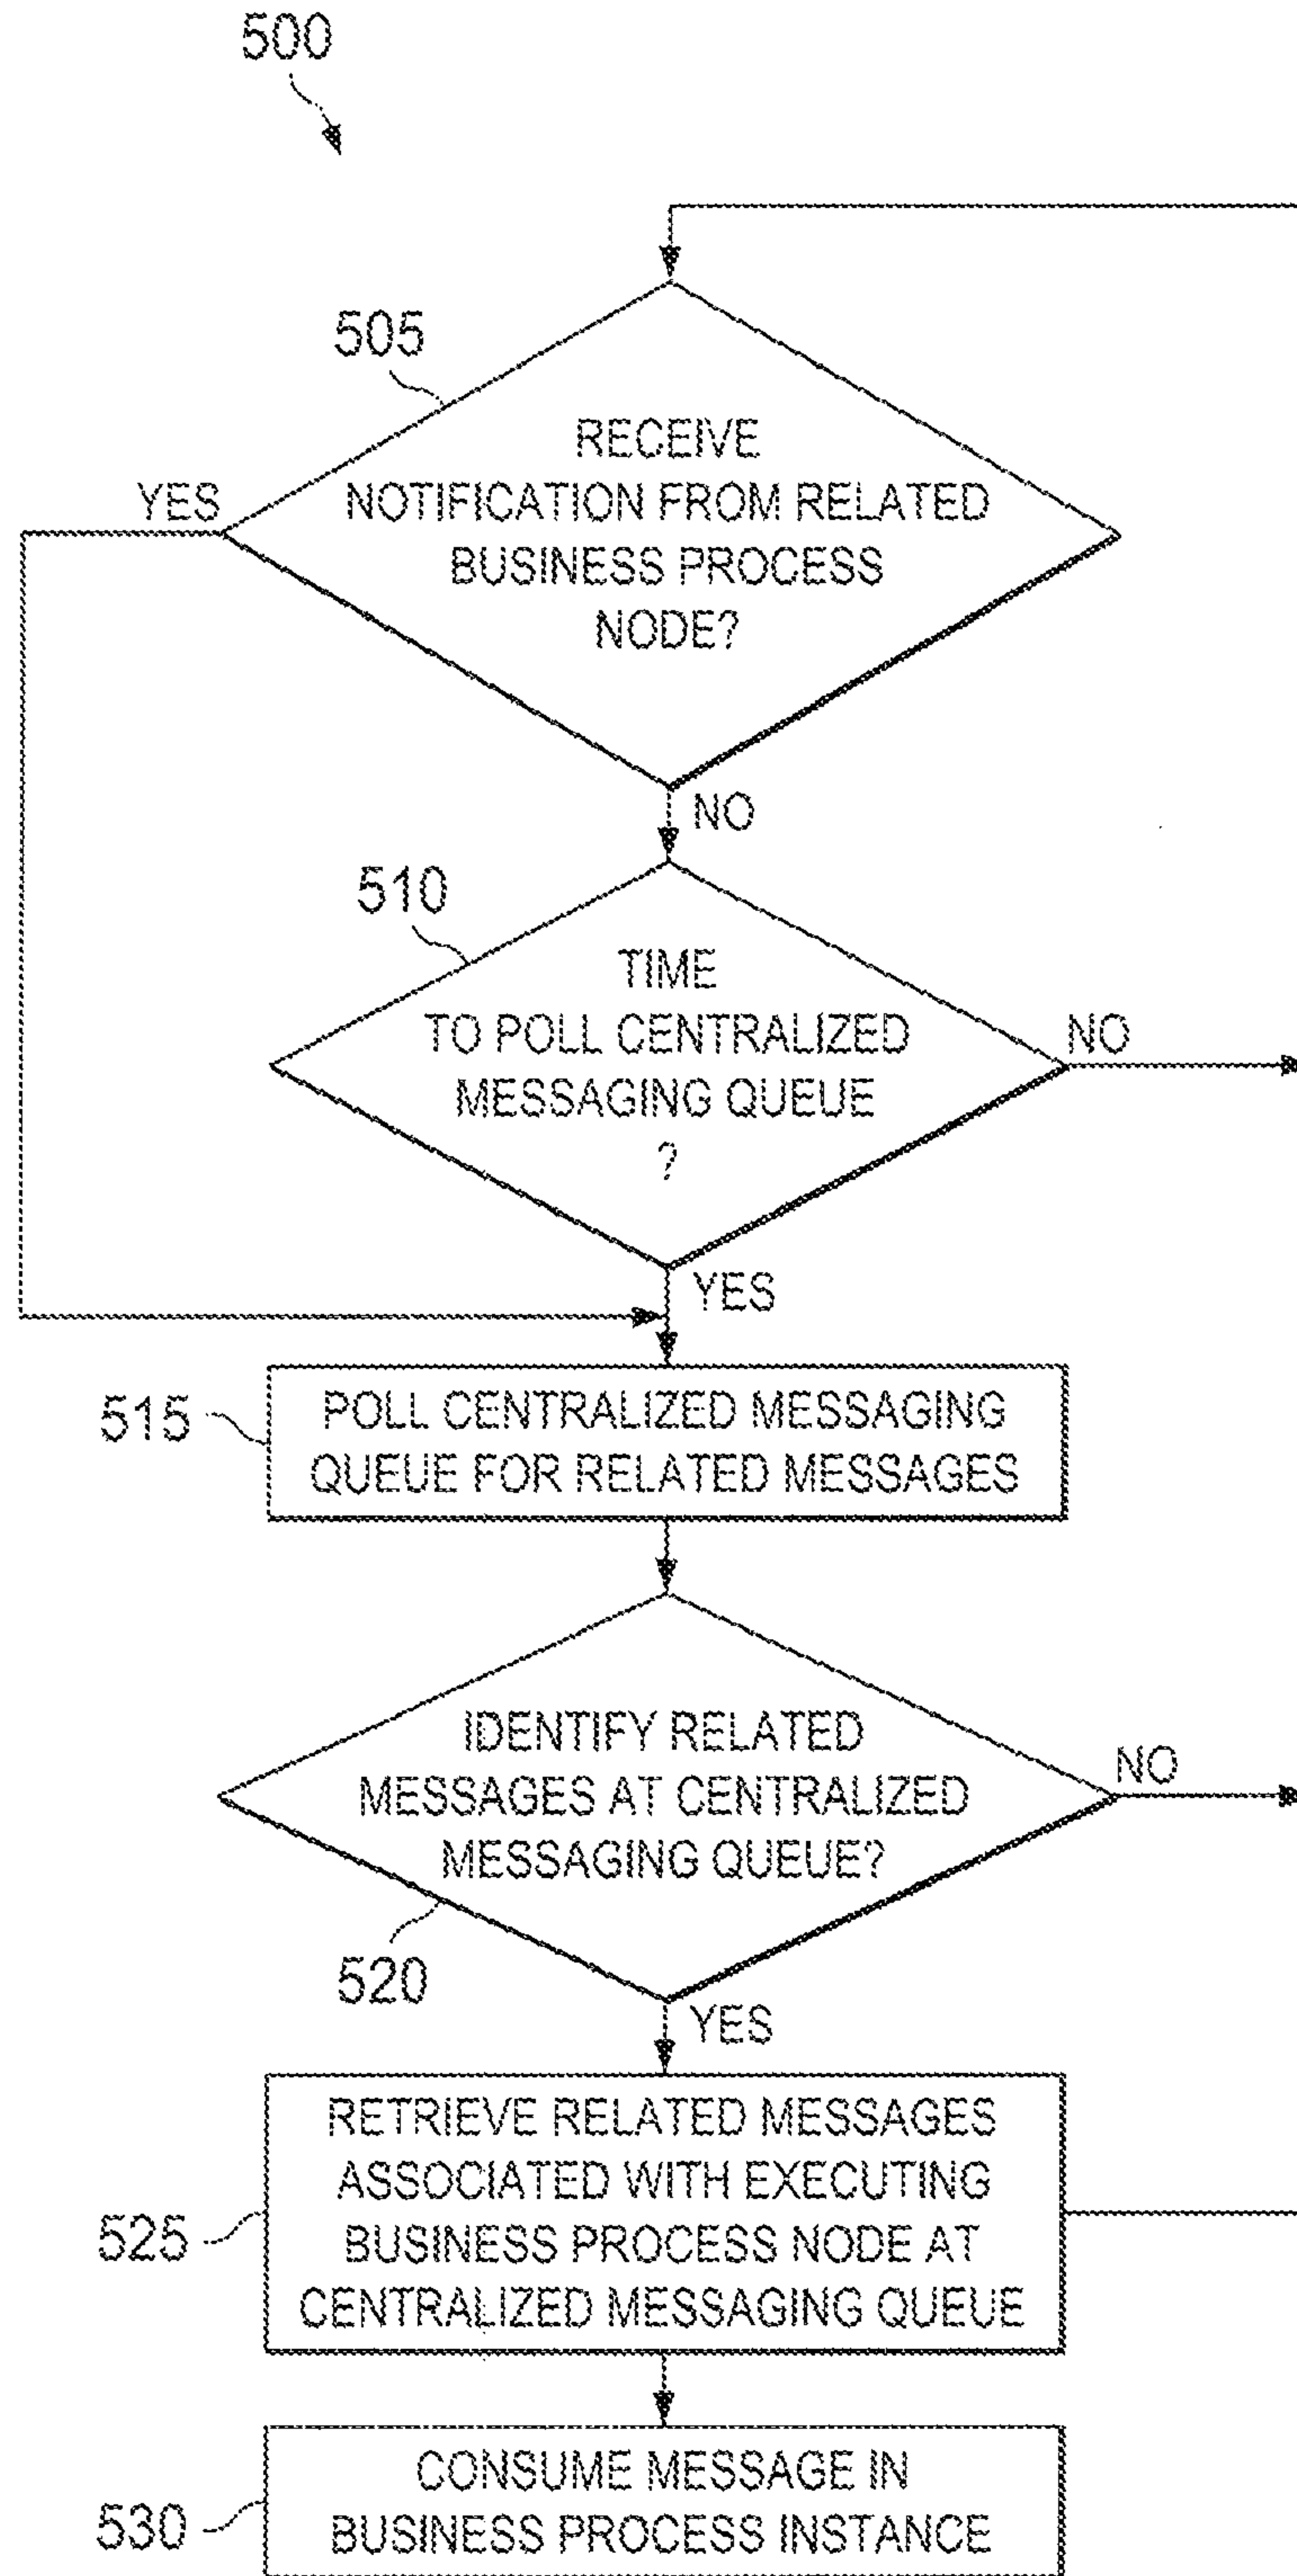 500
505
RECEIVE
NOTIFICATION FROM RELATED
BUSINESS PROCESS
NODE?
YES
NO
510
TIME
TO POLL CENTRALIZED
MESSAGING QUEUE
?
NO
YES
515
POLL CENTRALIZED MESSAGING
QUEUE FOR RELATED MESSAGES
IDENTIFY RELATED
MESSAGES AT CENTRALIZED
MESSAGING QUEUE?
NO
520
YES
525
RETRIEVE RELATED MESSAGES
ASSOCIATED WITH EXECUTING
BUSINESS PROCESS NODE AT
CENTRALIZED MESSAGING QUEUE
530
CONSUME MESSAGE IN
BUSINESS PROCESS INSTANCE